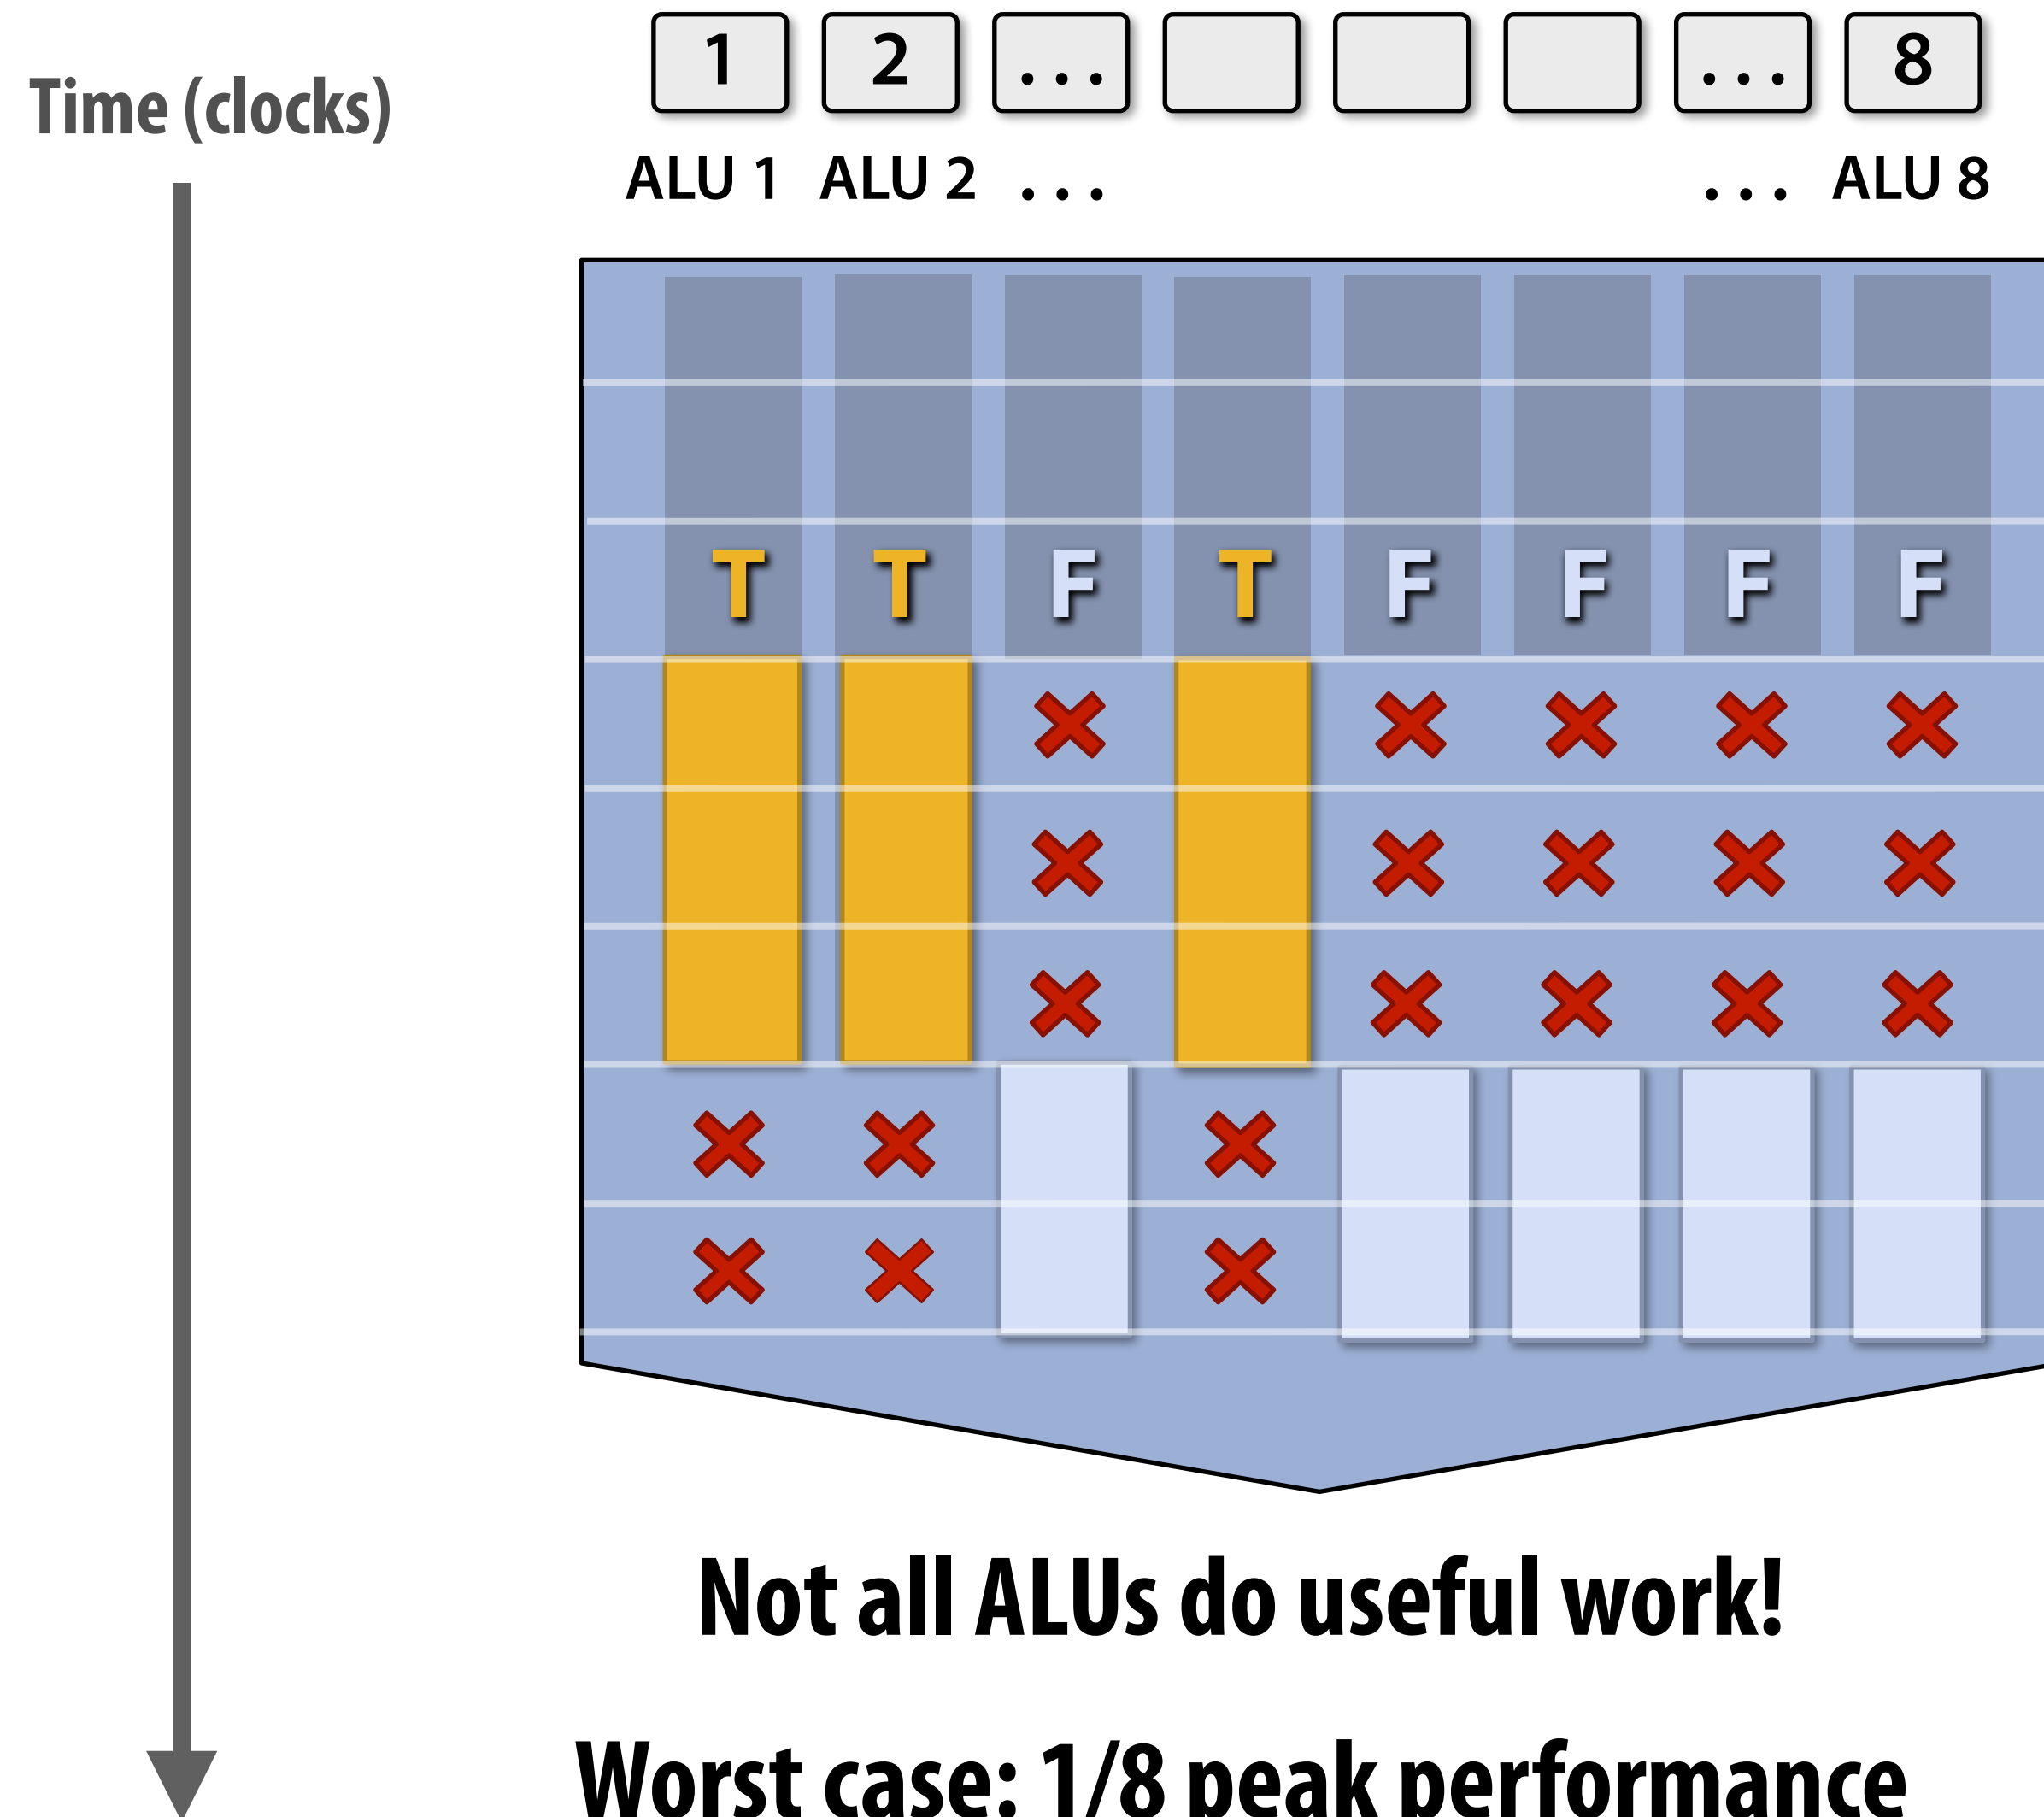 1 2 . . . . . . 8
Time (clocks)
ALU 1 ALU 2 . . . . . . ALU 8
T T F T F F F F
Not all ALUs do useful work!
Worst case: 1/8 peak performance